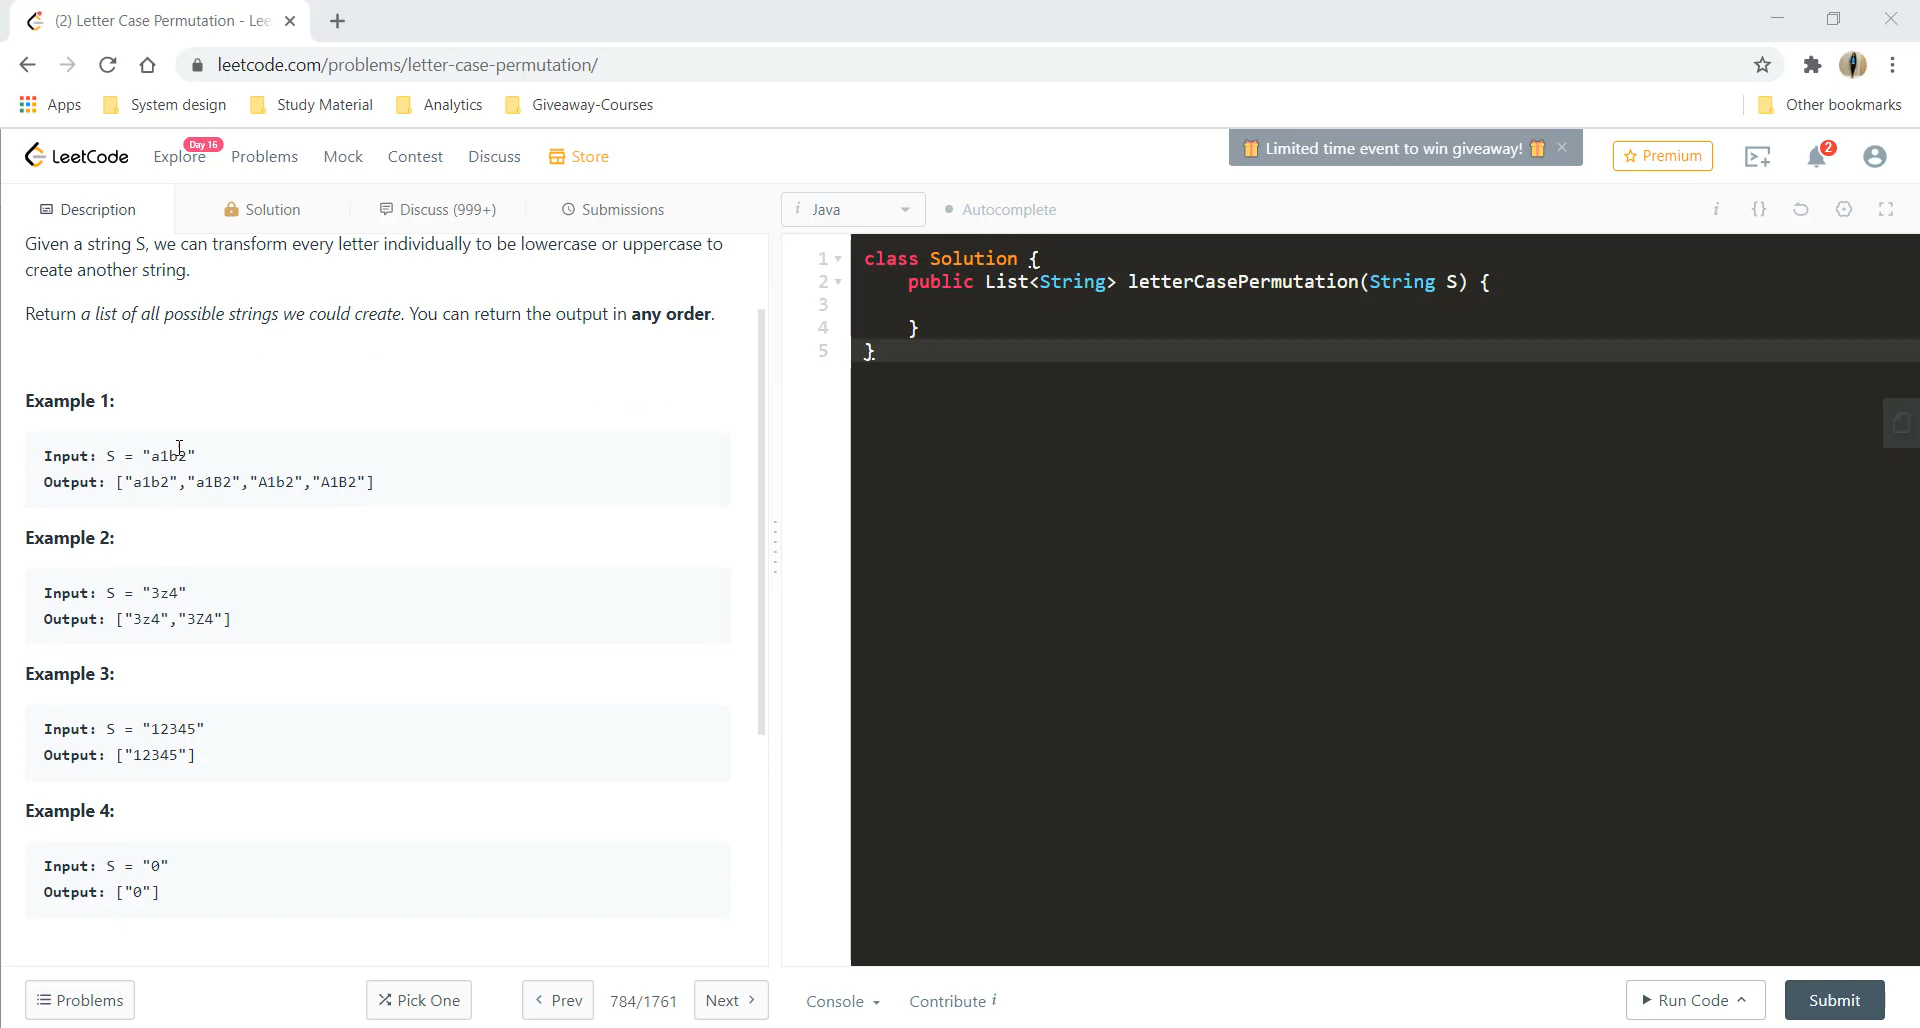 (2) Letter Case Permutation - Lee
leetcode.com/problems/letter-case-permutation/
Apps System design Study Material Analytics Giveaway-Courses Other bookmarks
LeetCode Explore Day 16 Problems Mock Contest Discuss Store Limited time event to win giveaway! Premium 2
Description Solution Discuss (999+) Submissions i Java Autocomplete i {}
Given a string S, we can transform every letter individually to be lowercase or uppercase to
create another string.
Return a list of all possible strings we could create. You can return the output in any order.
Example 1:
Input: S = "a1b2"
Output: ["a1b2","a1B2","A1b2","A1B2"]
Example 2:
Input: S = "3z4"
Output: ["3z4","3Z4"]
Example 3:
Input: S = "12345"
Output: ["12345"]
Example 4:
Input: S = "0"
Output: ["0"]
1 class Solution {
2 public List<String> letterCasePermutation(String S) {
3
4 }
5 }
Problems Pick One Prev 784/1761 Next Console Contribute i Run Code Submit